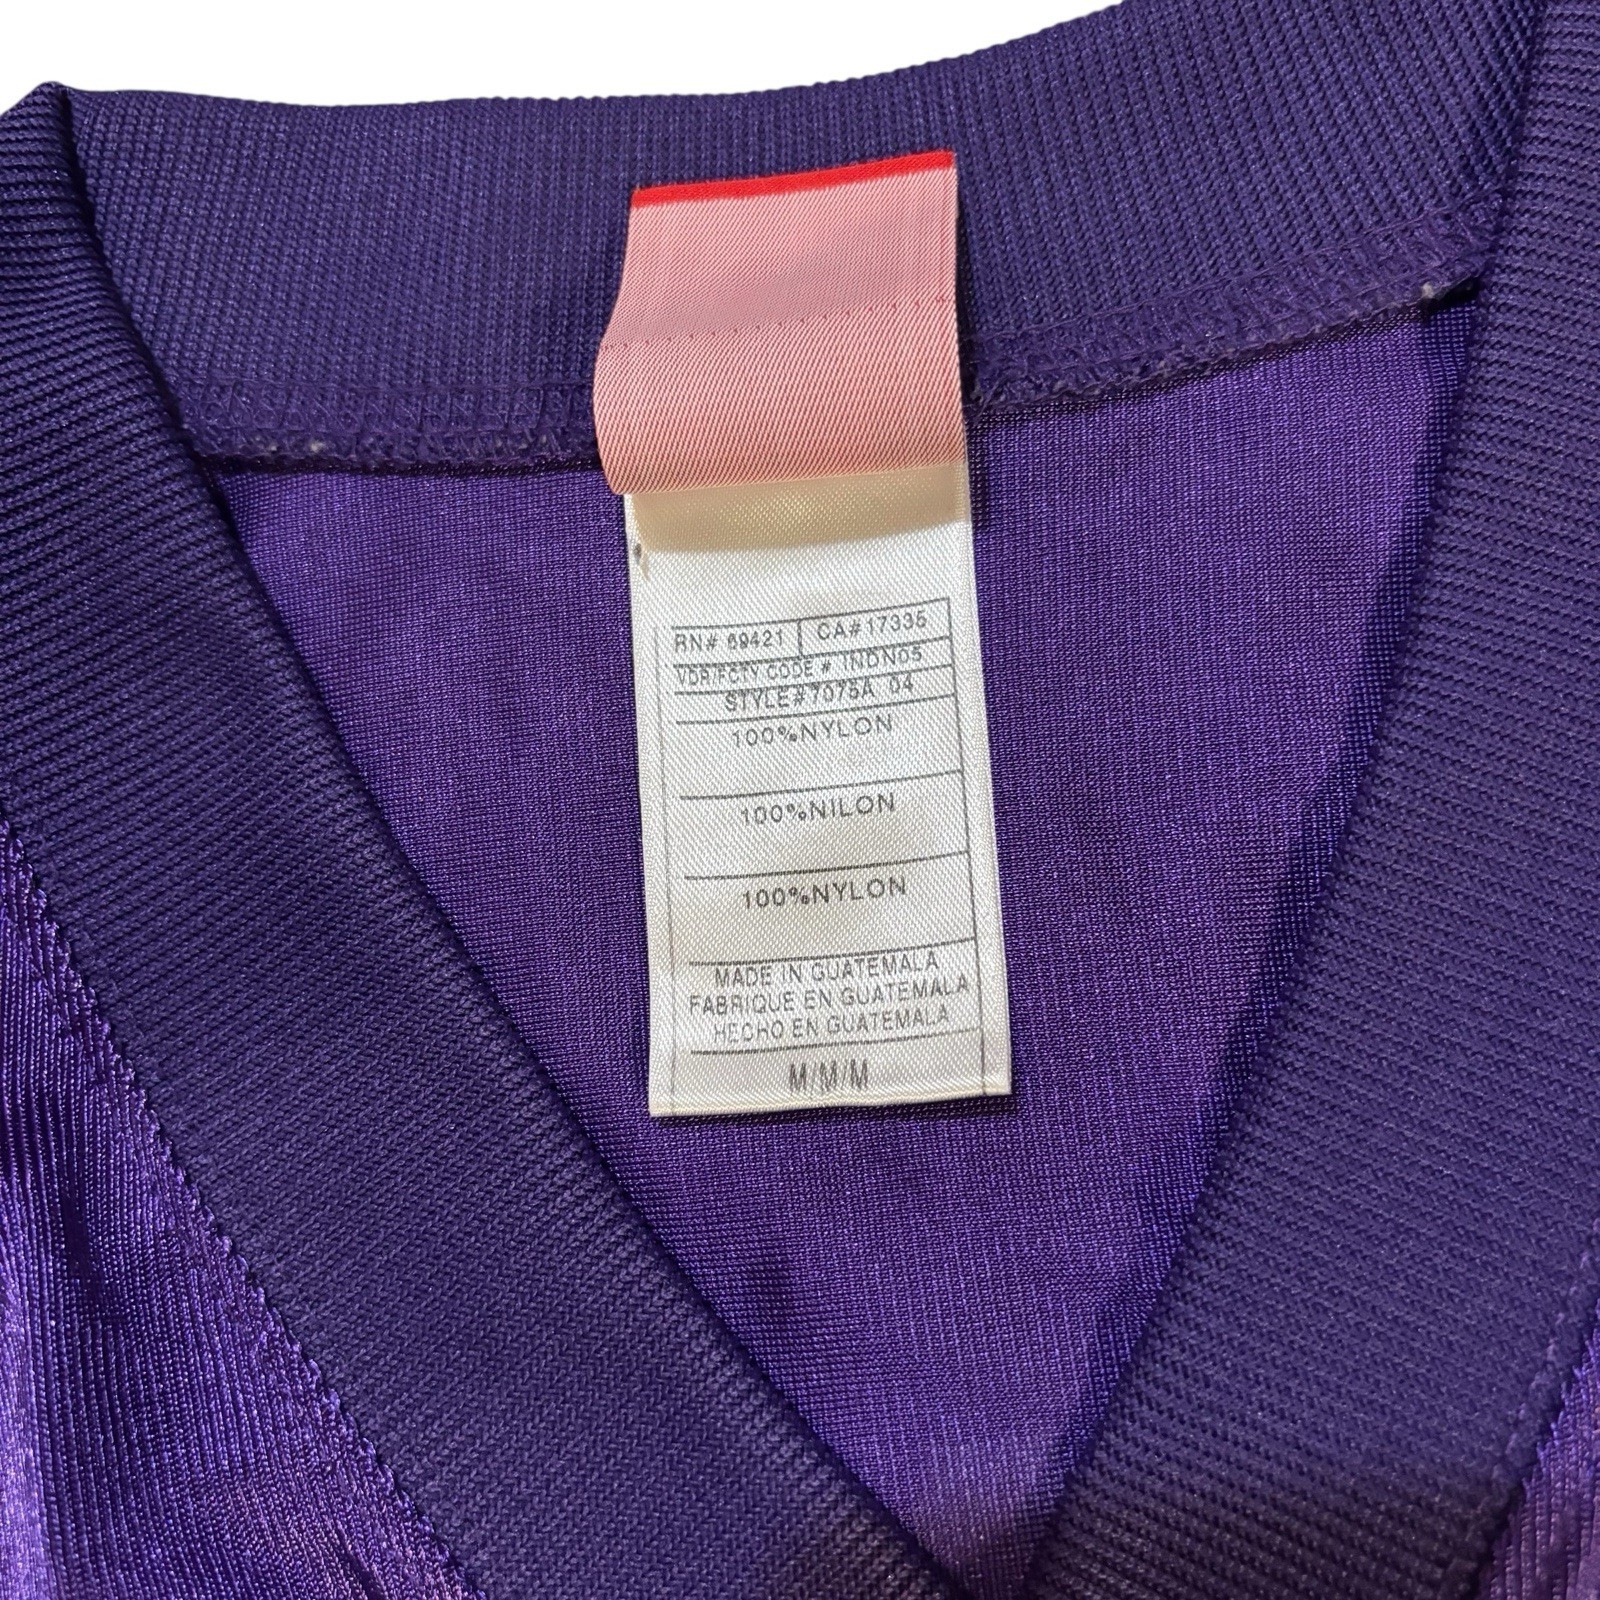 RN# 69421 CA#17335
VDR/FCTY CODE # INDN05
STYLE#7075A 04
100%NYLON
100%NILON
100%NYLON
MADE IN GUATEMALA
FABRIQUE EN GUATEMALA
HECHO EN GUATEMALA
M/M/M